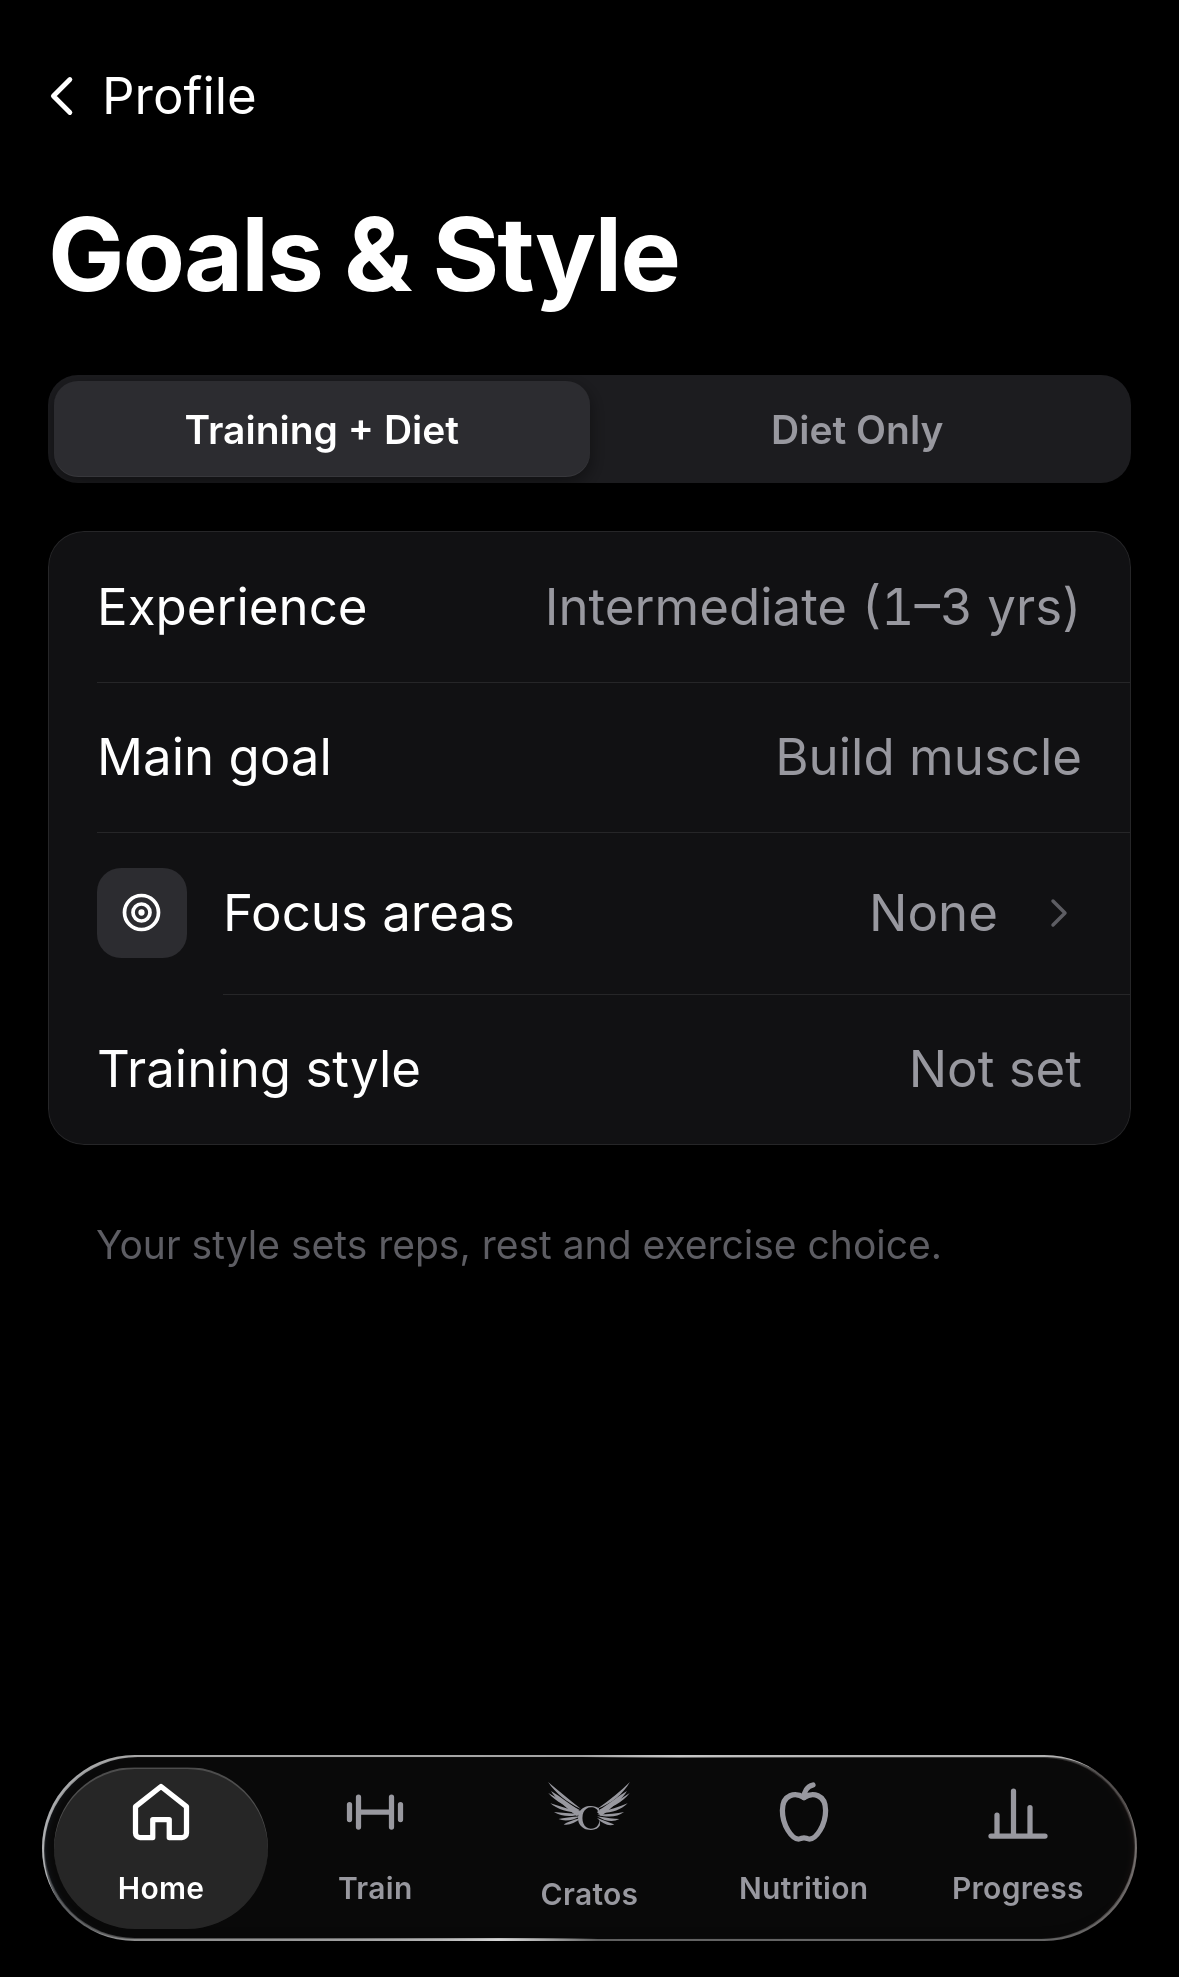 Profile
Goals & Style
Training + Diet
Diet Only
Experience
Intermediate (1–3 yrs)
Main goal
Build muscle
Focus areas
None
Training style
Not set
Your style sets reps, rest and exercise choice.
C
Home
Train
Cratos
Nutrition
Progress